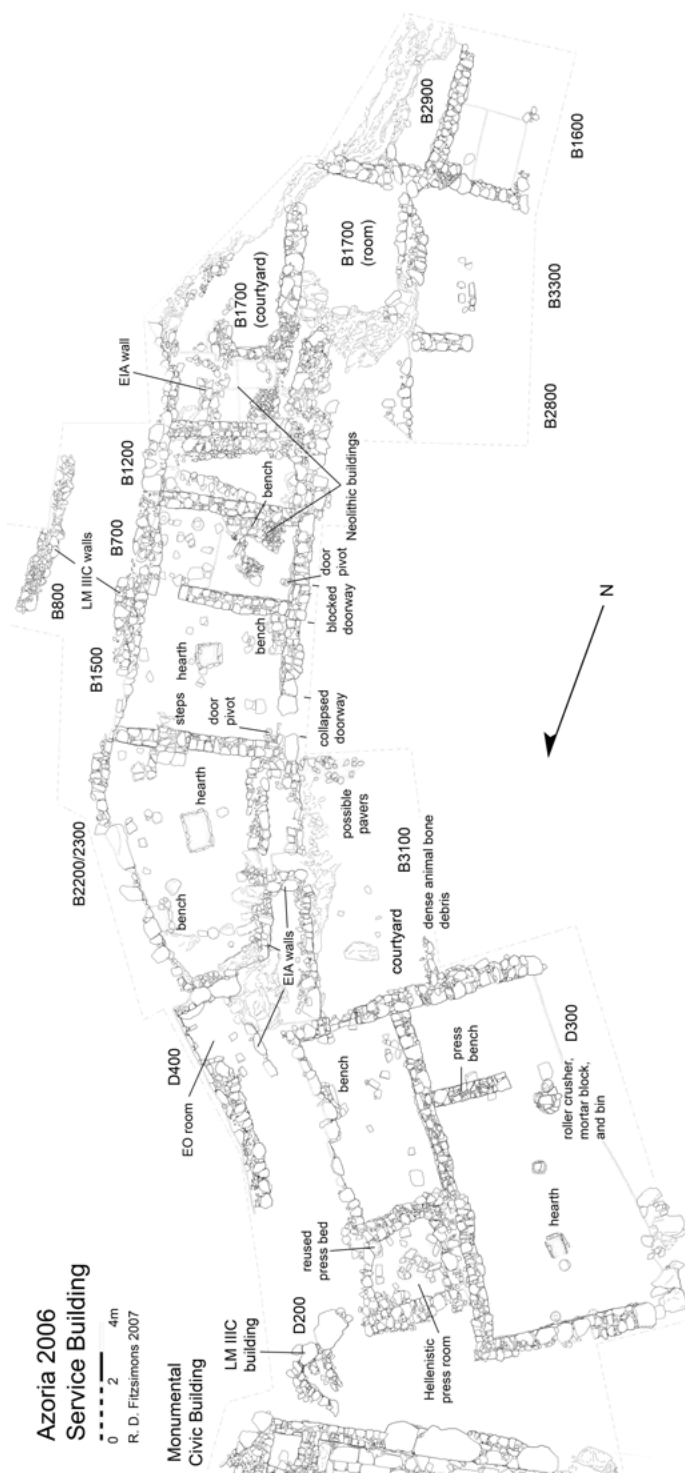 Azoria 2006
Service Building
0
2
4m
R. D. Fitzsimons 2007
Monumental
Civic Building
LM IIIC
building
D200
Hellenistic
press room
reused
press bed
EO room
D400
EIA walls
bench
press
bench
D300
roller crusher,
mortar block,
and bin
hearth
B2200/2300
bench
hearth
steps
door
pivot
collapsed
doorway
possible
pavers
B3100
courtyard
dense animal bone
debris
B1500
hearth
bench
blocked
doorway
door
pivot
B800
LM IIIC walls
B700
B1200
bench
Neolithic buildings
EIA wall
B1700
(courtyard)
B1700
(room)
B2800
B3300
B2900
B1600
N